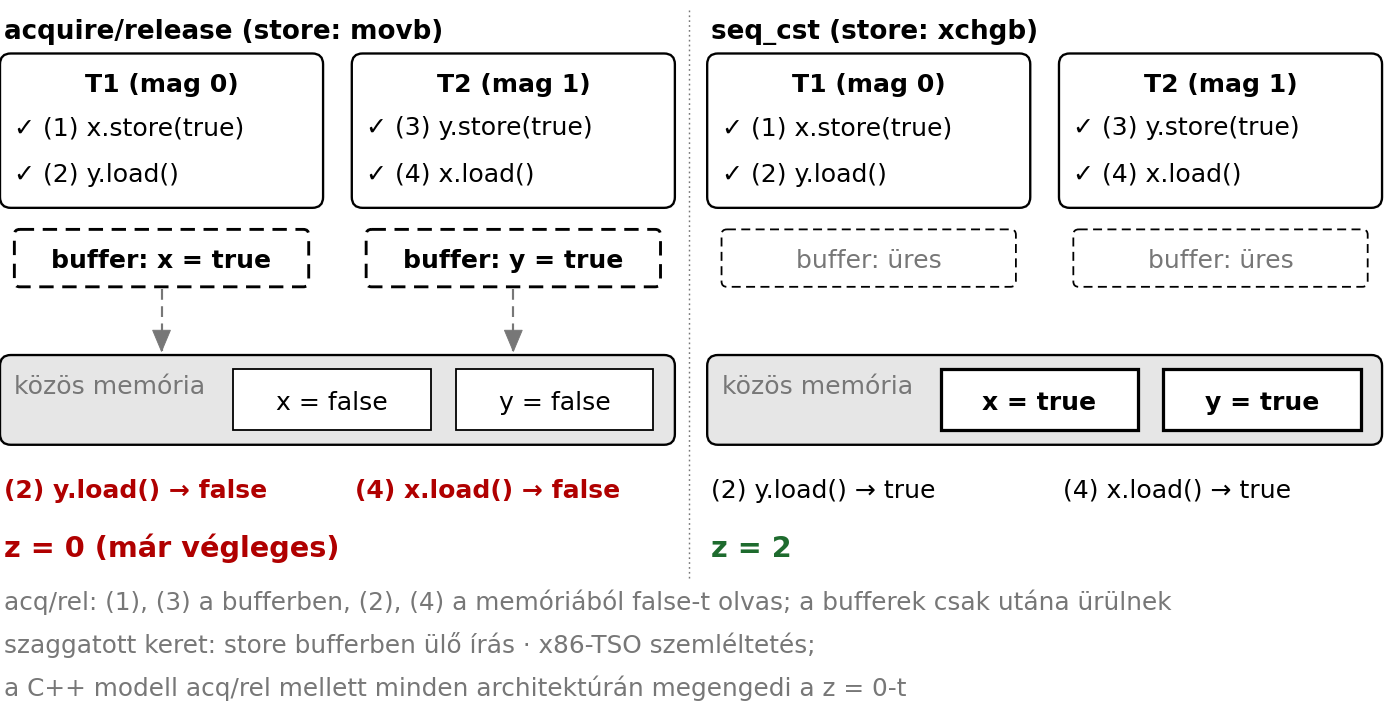 acquire/release (store: movb)
T1 (mag 0)
✓ (1) x.store(true)
✓ (2) y.load()
T2 (mag 1)
✓ (3) y.store(true)
✓ (4) x.load()
buffer: x = true
buffer: y = true
közös memória
x = false
y = false
(2) y.load() → false
(4) x.load() → false
z = 0 (már végleges)
seq_cst (store: xchgb)
T1 (mag 0)
✓ (1) x.store(true)
✓ (2) y.load()
T2 (mag 1)
✓ (3) y.store(true)
✓ (4) x.load()
buffer: üres
buffer: üres
közös memória
x = true
y = true
(2) y.load() → true
(4) x.load() → true
z = 2
acq/rel: (1), (3) a bufferben, (2), (4) a memóriából false-t olvas; a bufferek csak utána ürülnek
szaggatott keret: store bufferben ülő írás · x86-TSO szemléltetés;
a C++ modell acq/rel mellett minden architektúrán megengedi a z = 0-t